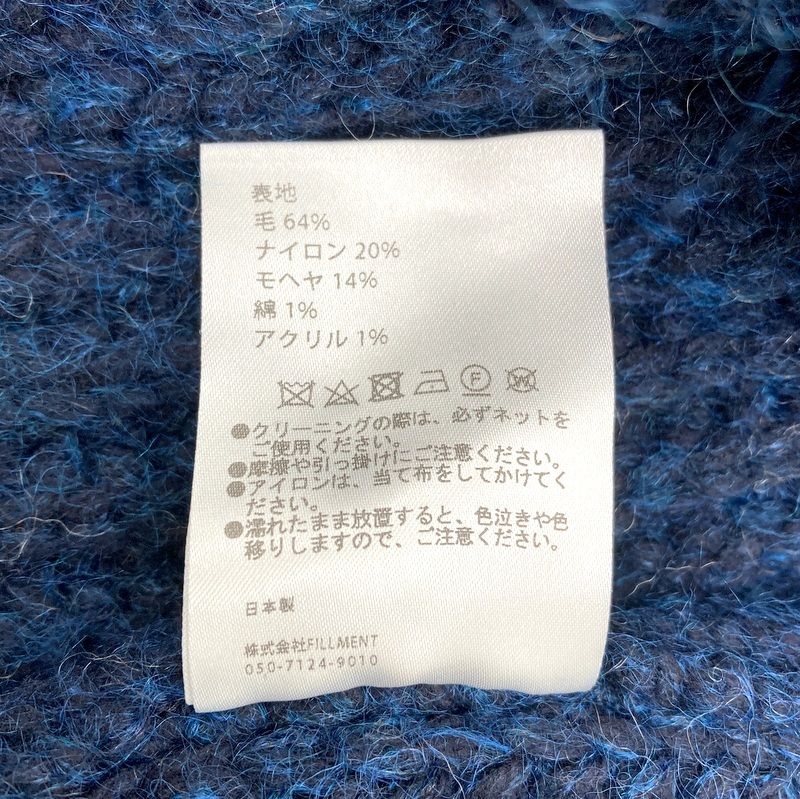 表地
毛 64%
ナイロン 20%
モヘヤ 14%
綿 1%
アクリル 1%
F
W
●クリーニングの際は、必ずネットを
ご使用ください。
●摩擦や引っ掛けにご注意ください。
●アイロンは、当て布をしてかけてく
ださい。
●濡れたまま放置すると、色泣きや色
移りしますので、ご注意ください。
日本製
株式会社FILLMENT
050-7124-9010